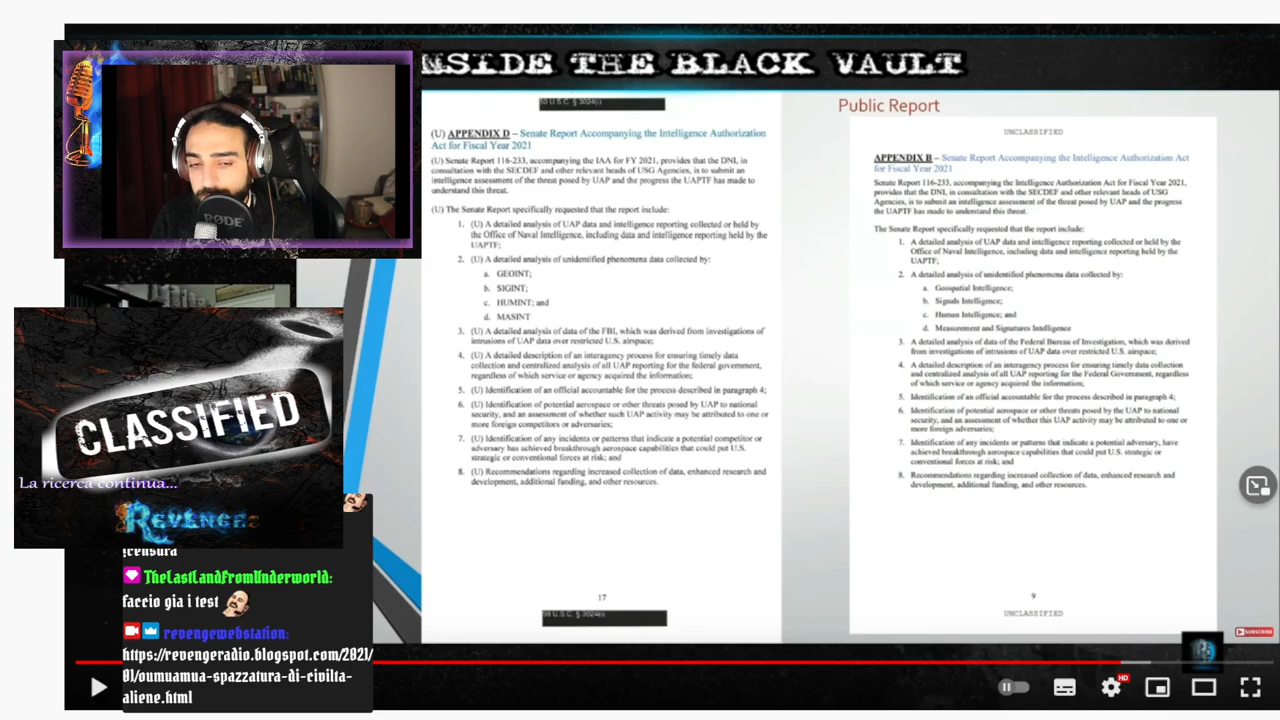 INSIDE THE BLACK VAULT
50 U.S.C. § 3024(i)
(U) APPENDIX D – Senate Report Accompanying the Intelligence Authorization
Act for Fiscal Year 2021
(U) Senate Report 116-233, accompanying the IAA for FY 2021, provides that the DNI, in
consultation with the SECDEF and other relevant heads of USG Agencies, is to submit an
intelligence assessment of the threat posed by UAP and the progress the UAPTF has made to
understand this threat.
(U) The Senate Report specifically requested that the report include:
1. (U) A detailed analysis of UAP data and intelligence reporting collected or held by
the Office of Naval Intelligence, including data and intelligence reporting held by the
UAPTF;
2. (U) A detailed analysis of unidentified phenomena data collected by:
a. GEOINT;
b. SIGINT;
c. HUMINT; and
d. MASINT
3. (U) A detailed analysis of data of the FBI, which was derived from investigations of
intrusions of UAP data over restricted U.S. airspace;
4. (U) A detailed description of an interagency process for ensuring timely data
collection and centralized analysis of all UAP reporting for the federal government,
regardless of which service or agency acquired the information;
5. (U) Identification of an official accountable for the process described in paragraph 4;
6. (U) Identification of potential aerospace or other threats posed by UAP to national
security, and an assessment of whether such UAP activity may be attributed to one or
more foreign competitors or adversaries;
7. (U) Identification of any incidents or patterns that indicate a potential competitor or
adversary has achieved breakthrough aerospace capabilities that could put U.S.
strategic or conventional forces at risk; and
8. (U) Recommendations regarding increased collection of data, enhanced research and
development, additional funding, and other resources.
17
50 U.S.C. § 3024(i)
Public Report
UNCLASSIFIED
APPENDIX B – Senate Report Accompanying the Intelligence Authorization Act
for Fiscal Year 2021
Senate Report 116-233, accompanying the Intelligence Authorization Act for Fiscal Year 2021,
provides that the DNI, in consultation with the SECDEF and other relevant heads of USG
Agencies, is to submit an intelligence assessment of the threat posed by UAP and the progress
the UAPTF has made to understand this threat.
The Senate Report specifically requested that the report include:
1. A detailed analysis of UAP data and intelligence reporting collected or held by the
Office of Naval Intelligence, including data and intelligence reporting held by the
UAPTF;
2. A detailed analysis of unidentified phenomena data collected by:
a. Geospatial Intelligence;
b. Signals Intelligence;
c. Human Intelligence; and
d. Measurement and Signatures Intelligence
3. A detailed analysis of data of the Federal Bureau of Investigation, which was derived
from investigations of intrusions of UAP data over restricted U.S. airspace;
4. A detailed description of an interagency process for ensuring timely data collection
and centralized analysis of all UAP reporting for the Federal Government, regardless
of which service or agency acquired the information;
5. Identification of an official accountable for the process described in paragraph 4;
6. Identification of potential aerospace or other threats posed by the UAP to national
security, and an assessment of whether this UAP activity may be attributed to one or
more foreign adversaries;
7. Identification of any incidents or patterns that indicate a potential adversary, have
achieved breakthrough aerospace capabilities that could put U.S. strategic or
conventional forces at risk; and
8. Recommendations regarding increased collection of data, enhanced research and
development, additional funding, and other resources.
9
UNCLASSIFIED
SUBSCRIBE
HD
RØDE
CLASSIFIED
La ricerca continua...
REVENGE
!censura
TheLastLandFromUnderworld:
faccio gia i test
revengewebstation:
https://revengeradio.blogspot.com/2021/
01/oumuamua-spazzatura-di-civilta-
aliene.html